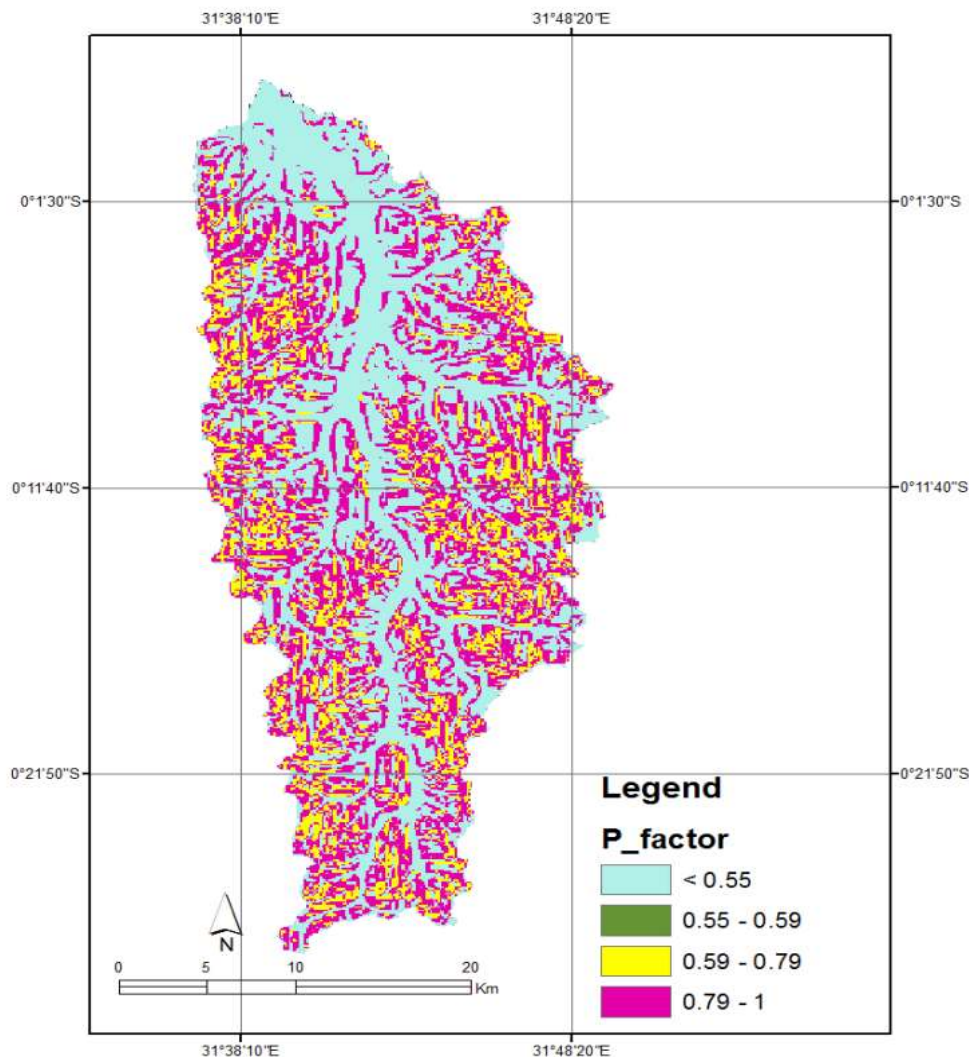 31°38'10"E 31°48'20"E
0°1'30"S 0°1'30"S
0°11'40"S 0°11'40"S
0°21'50"S 0°21'50"S
Legend
P_factor
< 0.55
0.55 - 0.59
0.59 - 0.79
0.79 - 1
N
0 5 10 20
Km
31°38'10"E 31°48'20"E